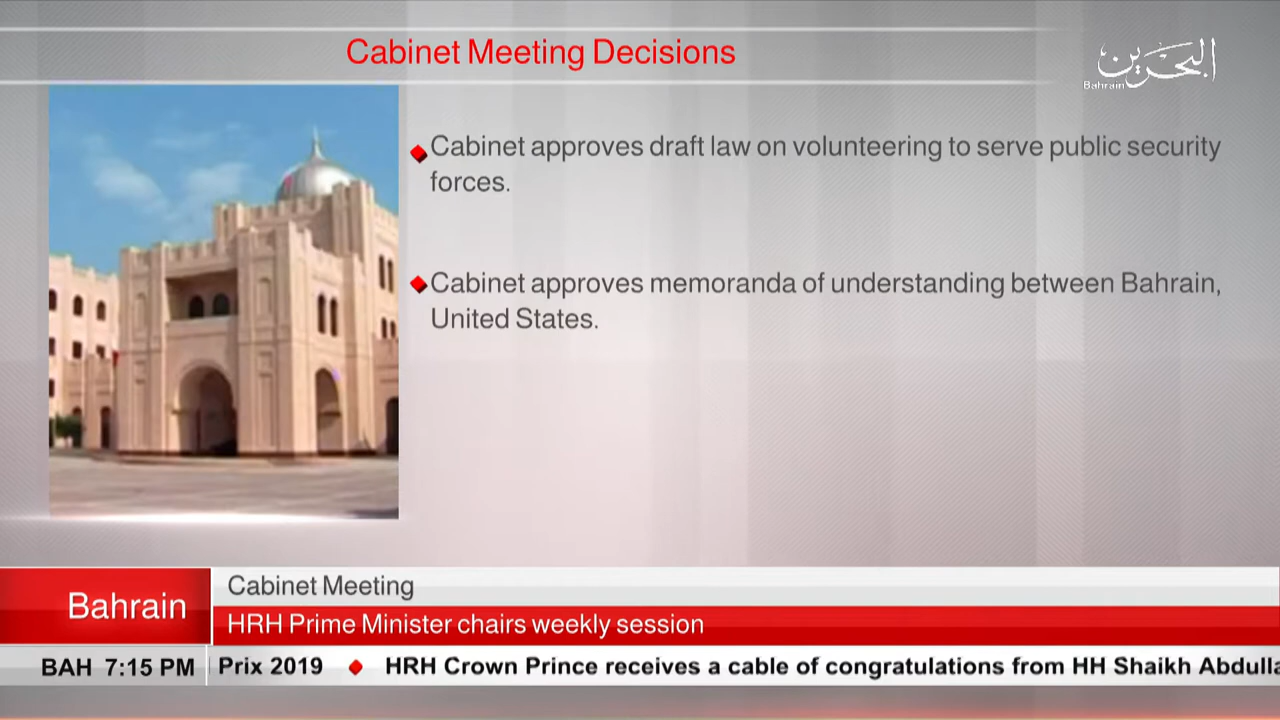 Cabinet Meeting Decisions
البحرين
Bahrain
Cabinet approves draft law on volunteering to serve public security
forces.
Cabinet approves memoranda of understanding between Bahrain,
United States.
Bahrain
Cabinet Meeting
HRH Prime Minister chairs weekly session
BAH 7:15 PM
Prix 2019 ♦ HRH Crown Prince receives a cable of congratulations from HH Shaikh Abdulla